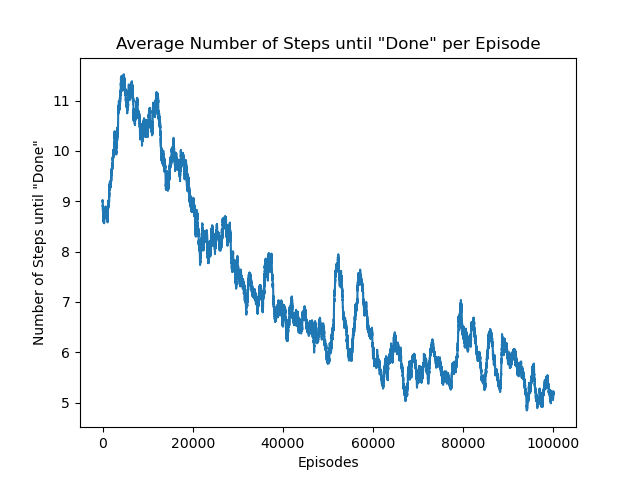 Average Number of Steps until "Done" per Episode
Number of Steps until "Done"
11
10
9
8
7
6
5
0 20000 40000 60000 80000 100000
Episodes